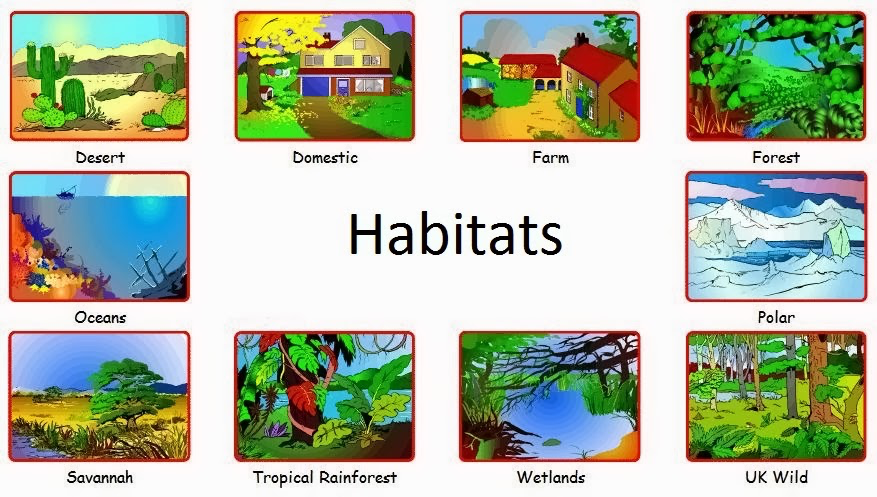 Desert
Domestic
Farm
Forest
Habitats
Oceans
Polar
Savannah
Tropical Rainforest
Wetlands
UK Wild